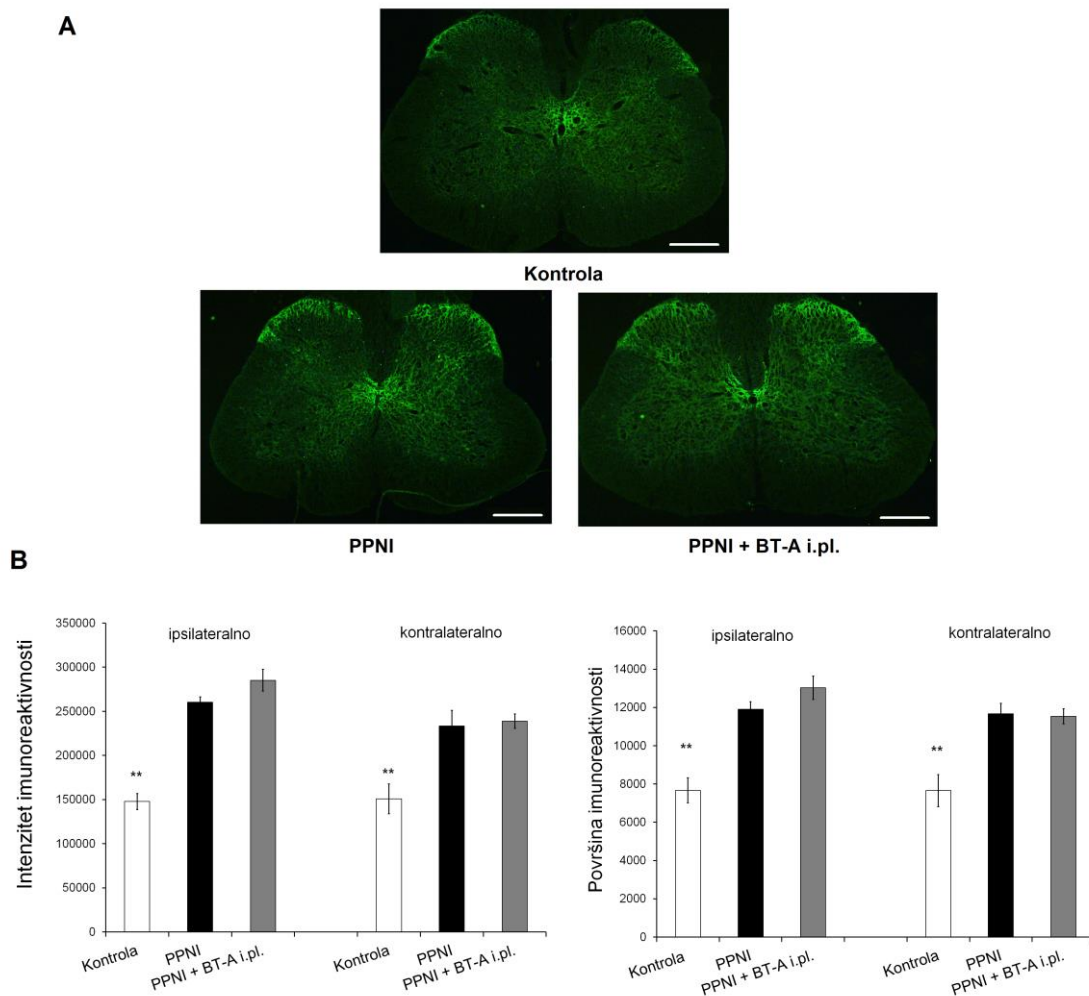 A
Kontrola
PPNI
PPNI + BT-A i.pl.
B
Intenzitet imunoreaktivnosti
350000
300000
250000
200000
150000
100000
50000
0
ipsilateralno
kontralateralno
**
**
Kontrola
PPNI
PPNI + BT-A i.pl.
Kontrola
PPNI
PPNI + BT-A i.pl.
Površina imunoreaktivnosti
16000
14000
12000
10000
8000
6000
4000
2000
0
ipsilateralno
kontralateralno
**
**
Kontrola
PPNI
PPNI + BT-A i.pl.
Kontrola
PPNI
PPNI + BT-A i.pl.